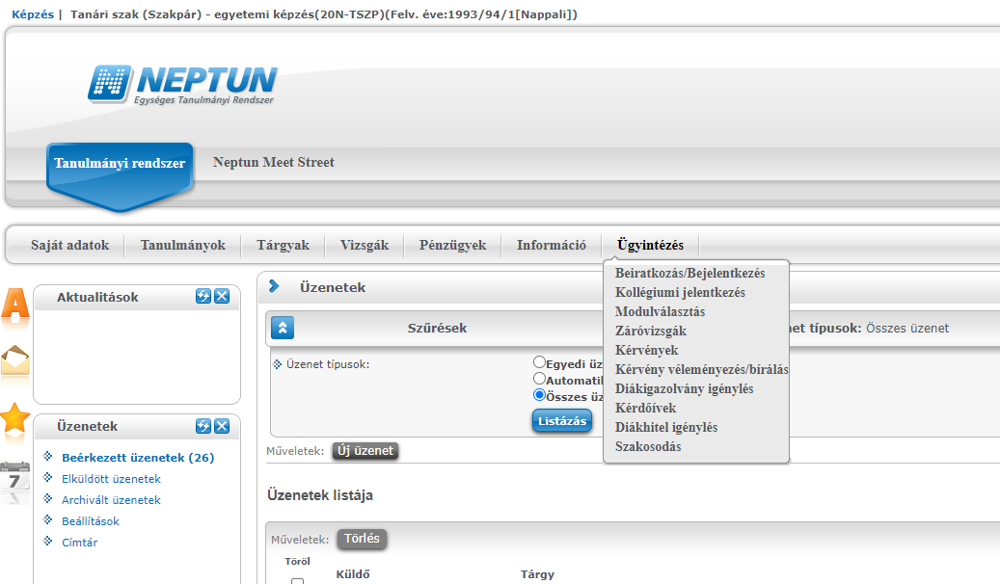 Képzés | Tanári szak (Szakpár) - egyetemi képzés(20N-TSZP)(Felv. éve:1993/94/1[Nappali])
NEPTUN
Egységes Tanulmányi Rendszer
Tanulmányi rendszer
Neptun Meet Street
Saját adatok
Tanulmányok
Tárgyak
Vizsgák
Pénzügyek
Információ
Ügyintézés
Beiratkozás/Bejelentkezés
Kollégiumi jelentkezés
Modulválasztás
Záróvizsgák
Kérvények
Kérvény véleményezés/bírálás
Diákigazolvány igénylés
Kérdőívek
Diákhitel igénylés
Szakosodás
A
7
Aktualitások
Üzenetek
Beérkezett üzenetek (26)
Elküldött üzenetek
Archivált üzenetek
Beállítások
Címtár
Üzenetek
Szűrések
net típusok: Összes üzenet
Üzenet típusok:
Egyedi üz
Automatik
Összes üz
Listázás
Műveletek: Új üzenet
Üzenetek listája
Műveletek: Törlés
Töröl
Küldő
Tárgy